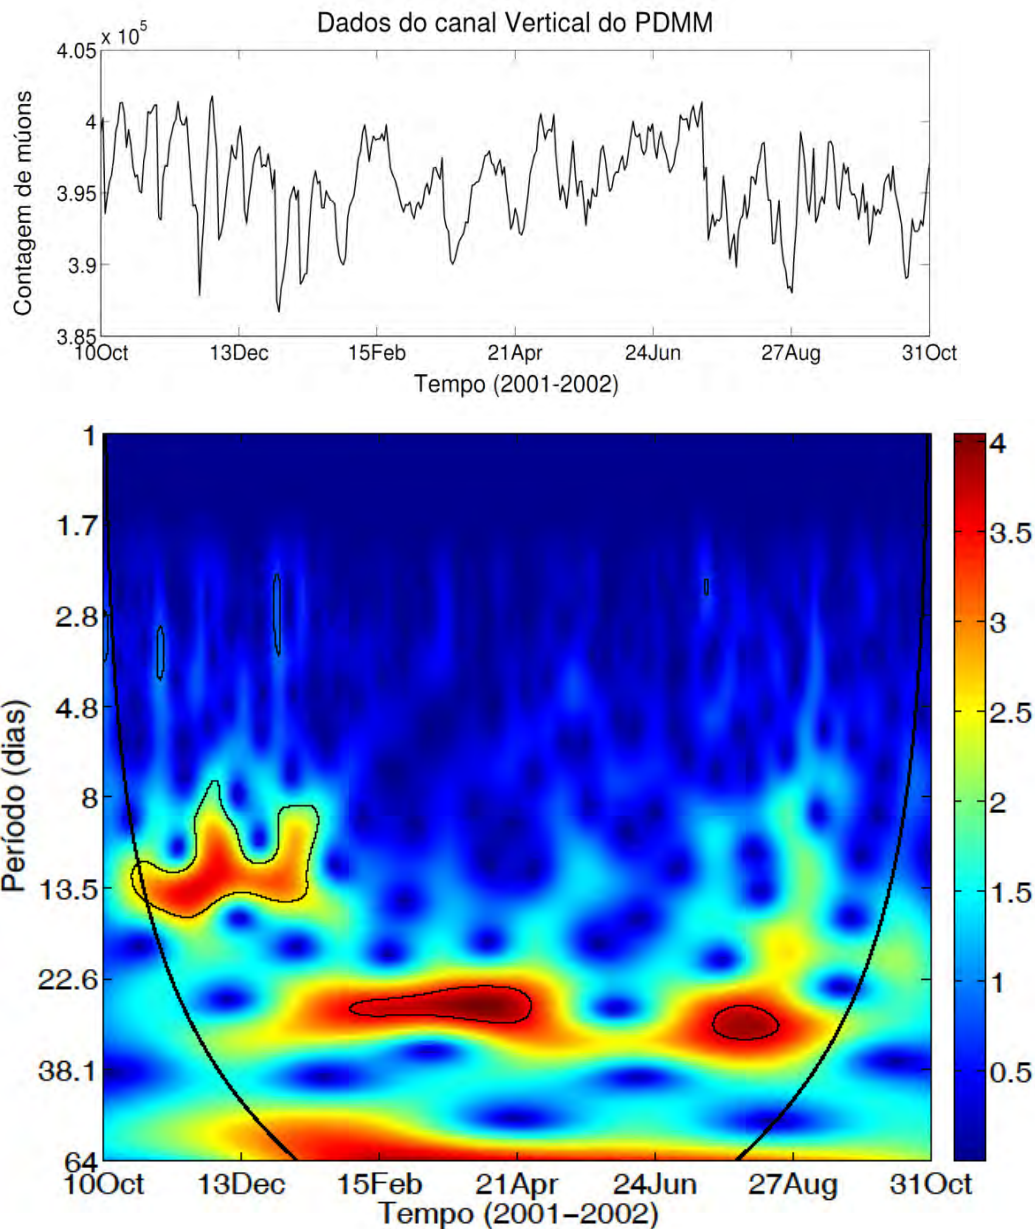 Dados do canal Vertical do PDMM
x 10^5
4.05
4
3.95
3.9
3.85
Contagem de múons
10Oct 13Dec 15Feb 21Apr 24Jun 27Aug 31Oct
Tempo (2001-2002)
1
1.7
2.8
4.8
8
13.5
22.6
38.1
64
Período (dias)
10Oct 13Dec 15Feb 21Apr 24Jun 27Aug 31Oct
Tempo (2001-2002)
4
3.5
3
2.5
2
1.5
1
0.5